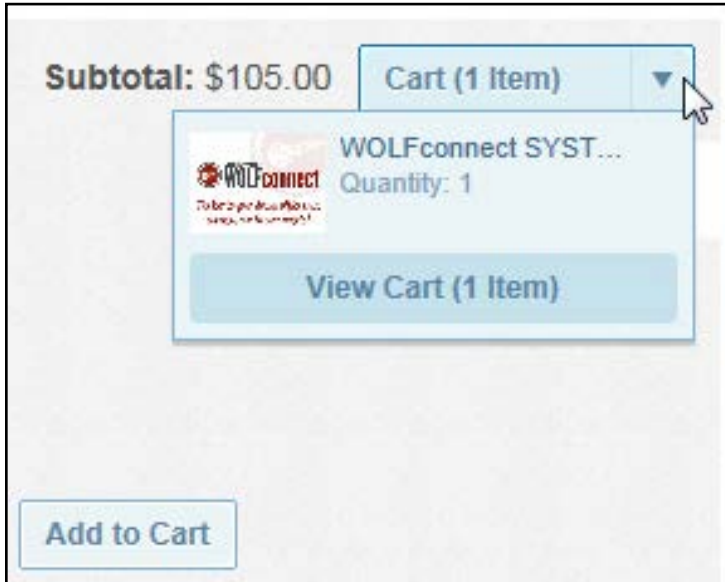 Subtotal: $105.00
Cart (1 Item)
WOLFconnect SYST...
Quantity: 1
WOLFconnect
View Cart (1 Item)
Add to Cart